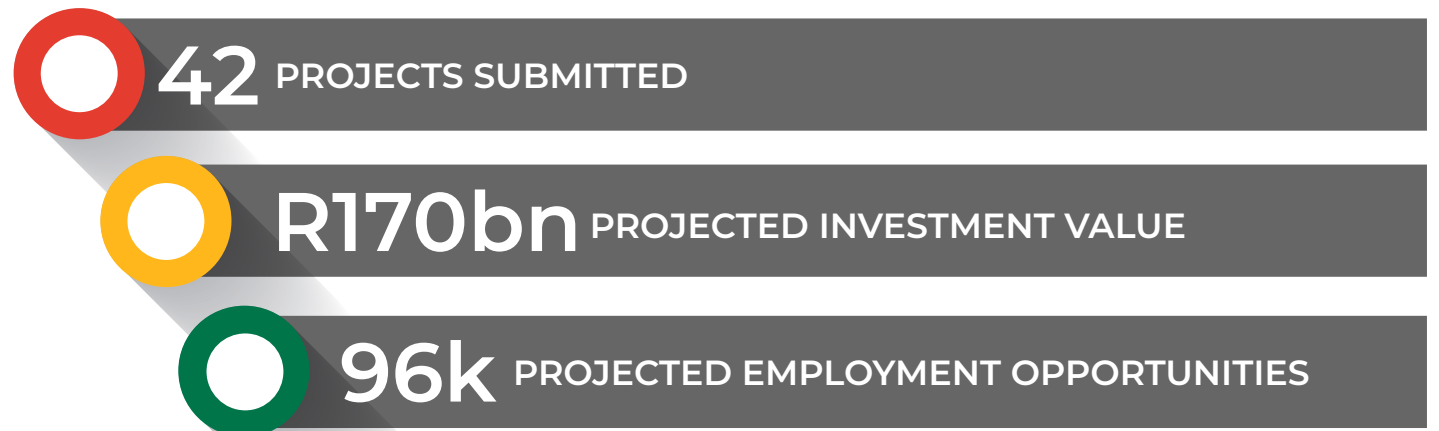 42 PROJECTS SUBMITTED
R170bn PROJECTED INVESTMENT VALUE
96k PROJECTED EMPLOYMENT OPPORTUNITIES